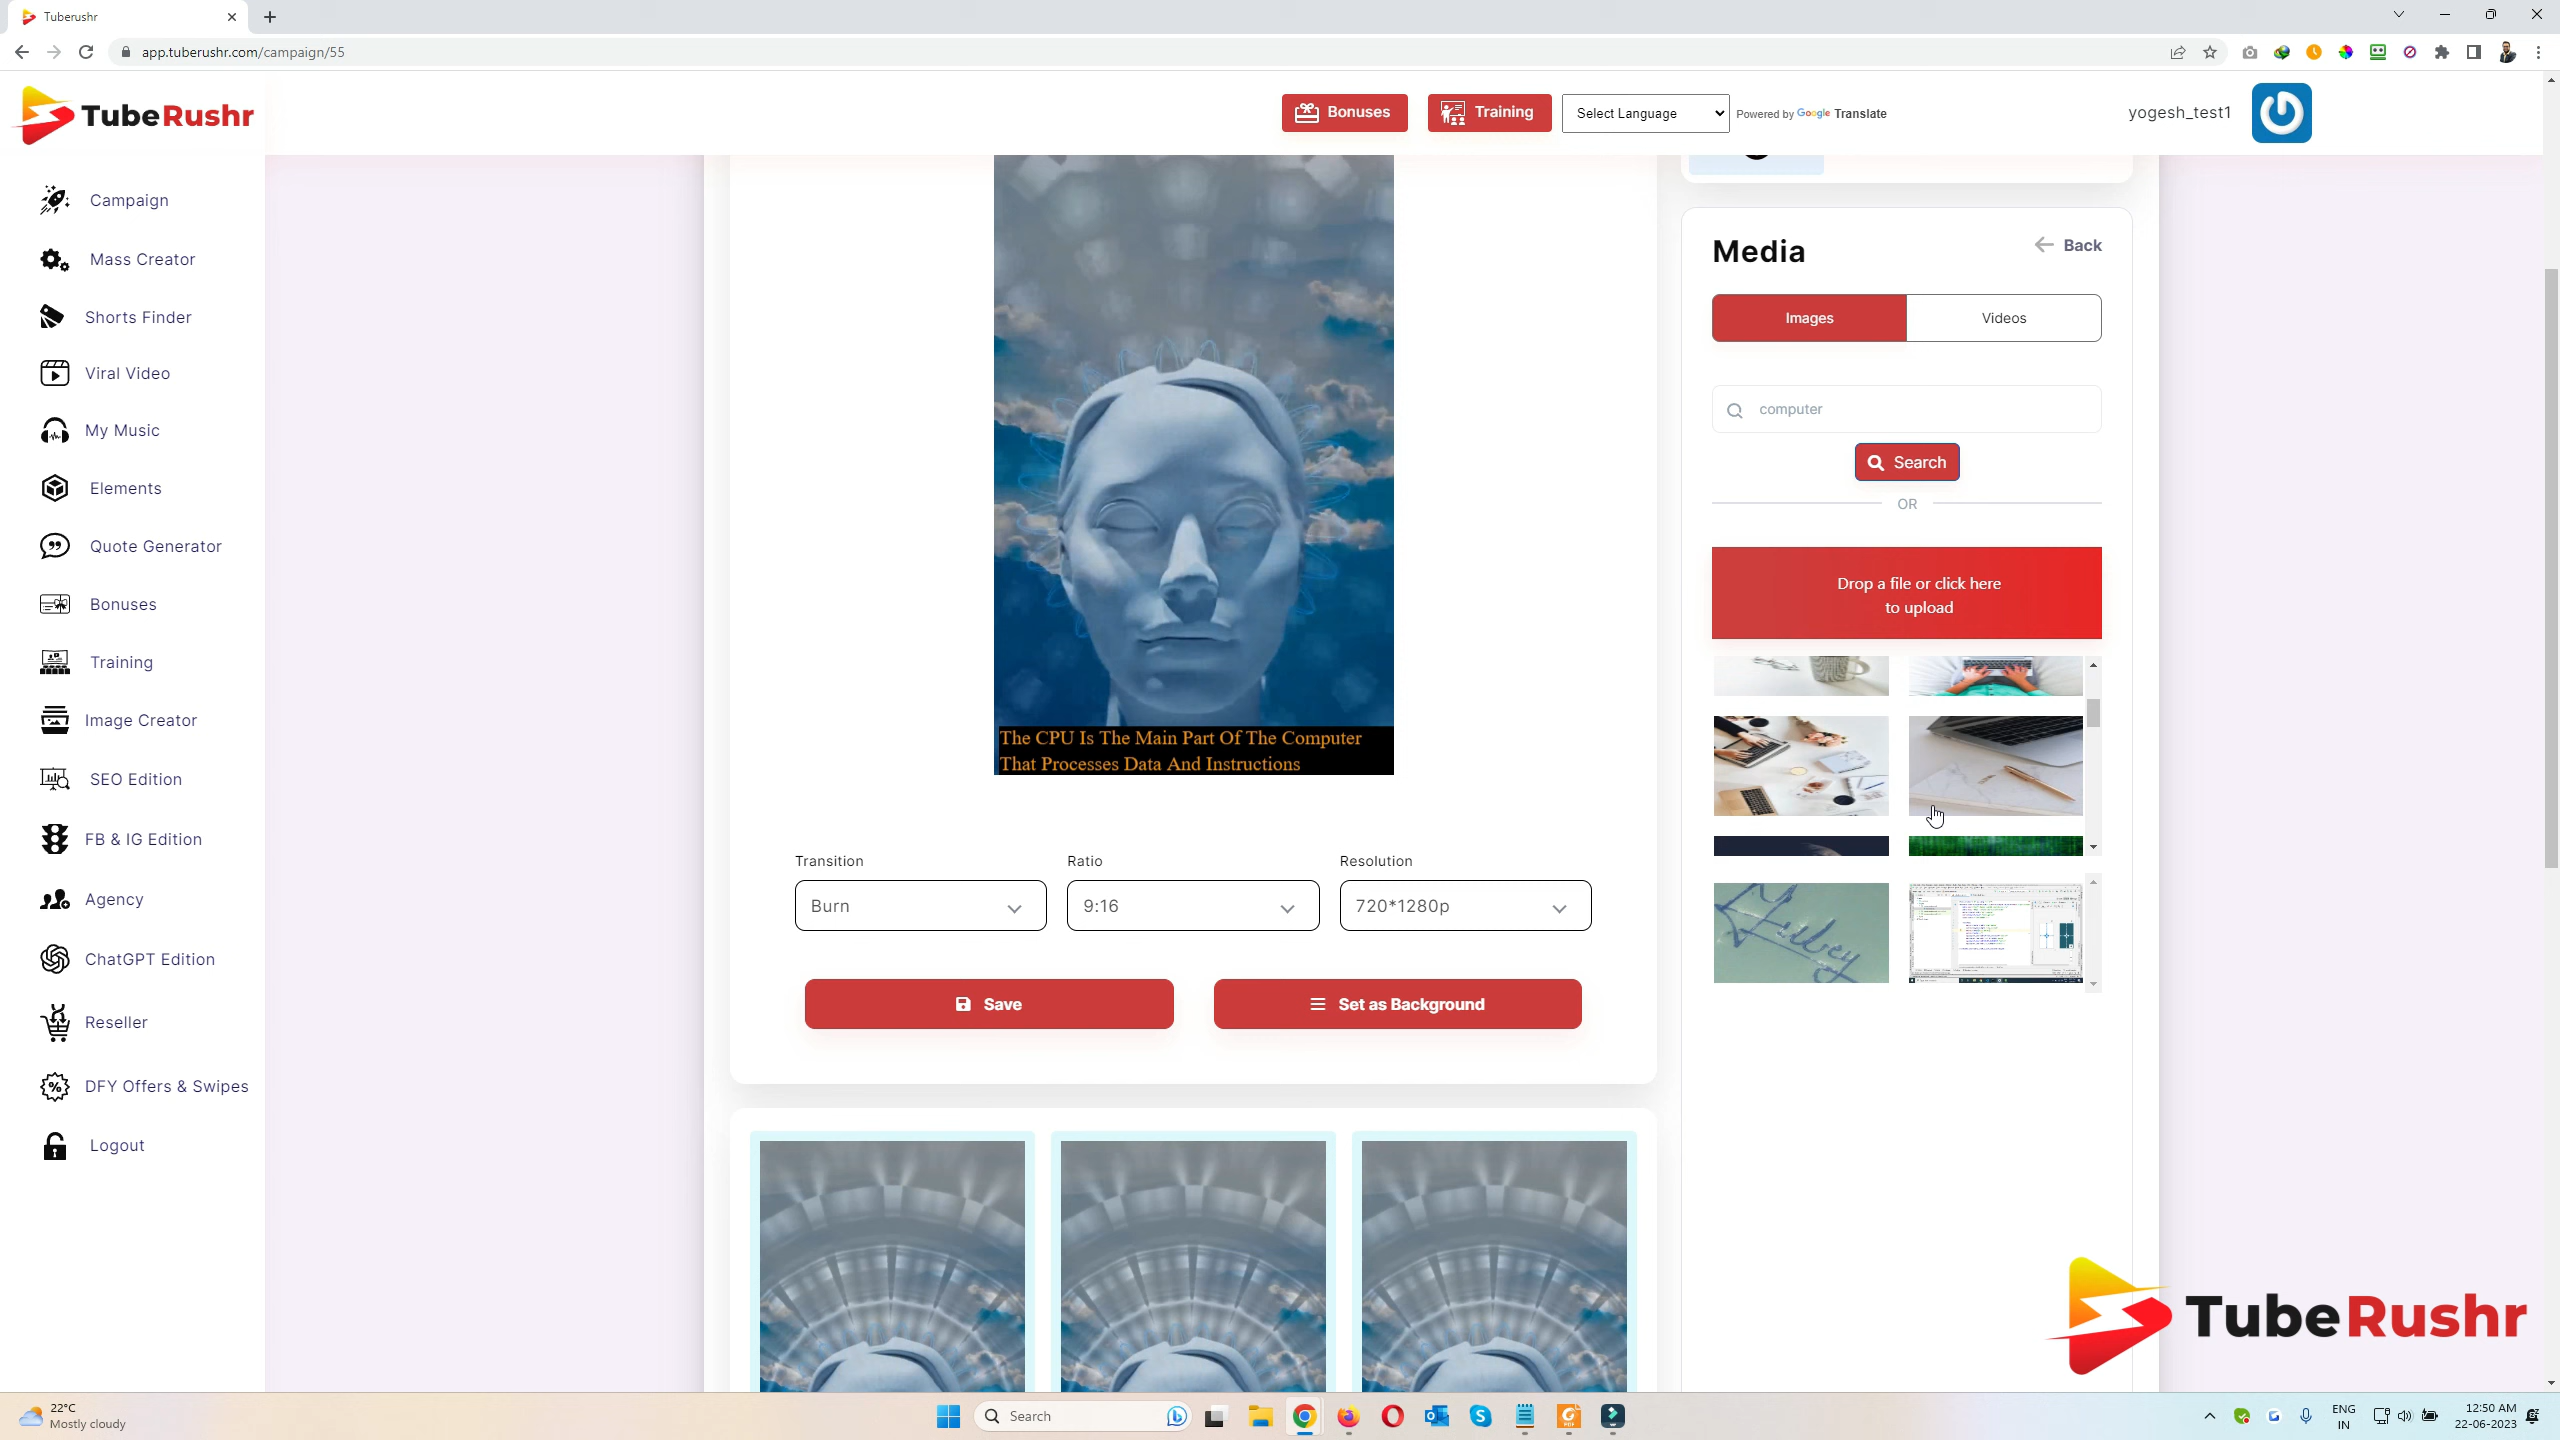 Tuberushr
app.tuberushr.com/campaign/55
TubeRushr
Bonuses
Training
Select Language
Powered by Google Translate
yogesh_test1
Campaign
Mass Creator
Shorts Finder
Viral Video
My Music
Elements
Quote Generator
Bonuses
Training
Image Creator
SEO Edition
FB & IG Edition
Agency
ChatGPT Edition
Reseller
DFY Offers & Swipes
Logout
The CPU Is The Main Part Of The Computer
That Processes Data And Instructions
Transition
Ratio
Resolution
Burn
9:16
720*1280p
Save
Set as Background
Media
Back
Images
Videos
computer
Search
OR
Drop a file or click here
to upload
TubeRushr
22°C
Mostly cloudy
Search
ENG
IN
12:50 AM
22-06-2023